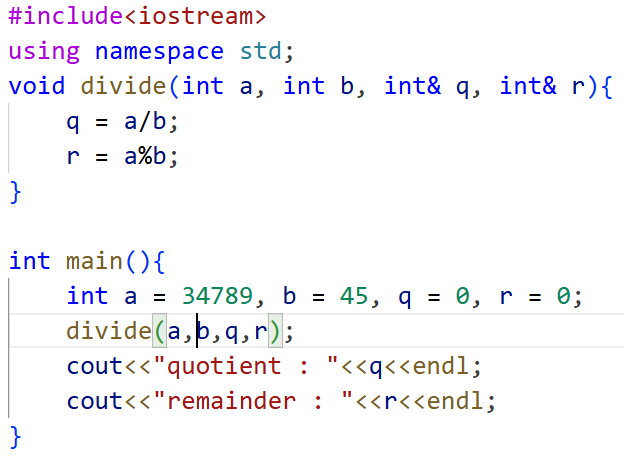 #include<iostream>
using namespace std;
void divide(int a, int b, int& q, int& r){
    q = a/b;
    r = a%b;
}

int main(){
    int a = 34789, b = 45, q = 0, r = 0;
    divide(a,b,q,r);
    cout<<"quotient : "<<q<<endl;
    cout<<"remainder : "<<r<<endl;
}